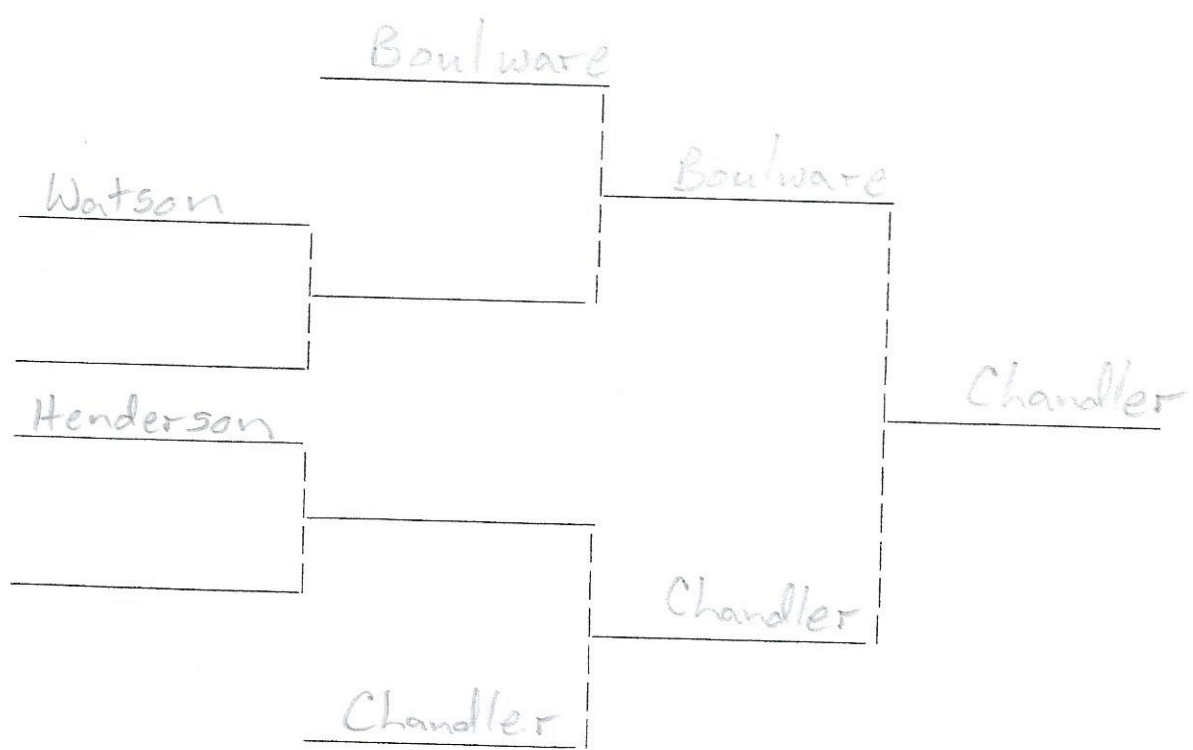 Boulware
Boulware
Watson
Chandler
Henderson
Chandler
Chandler